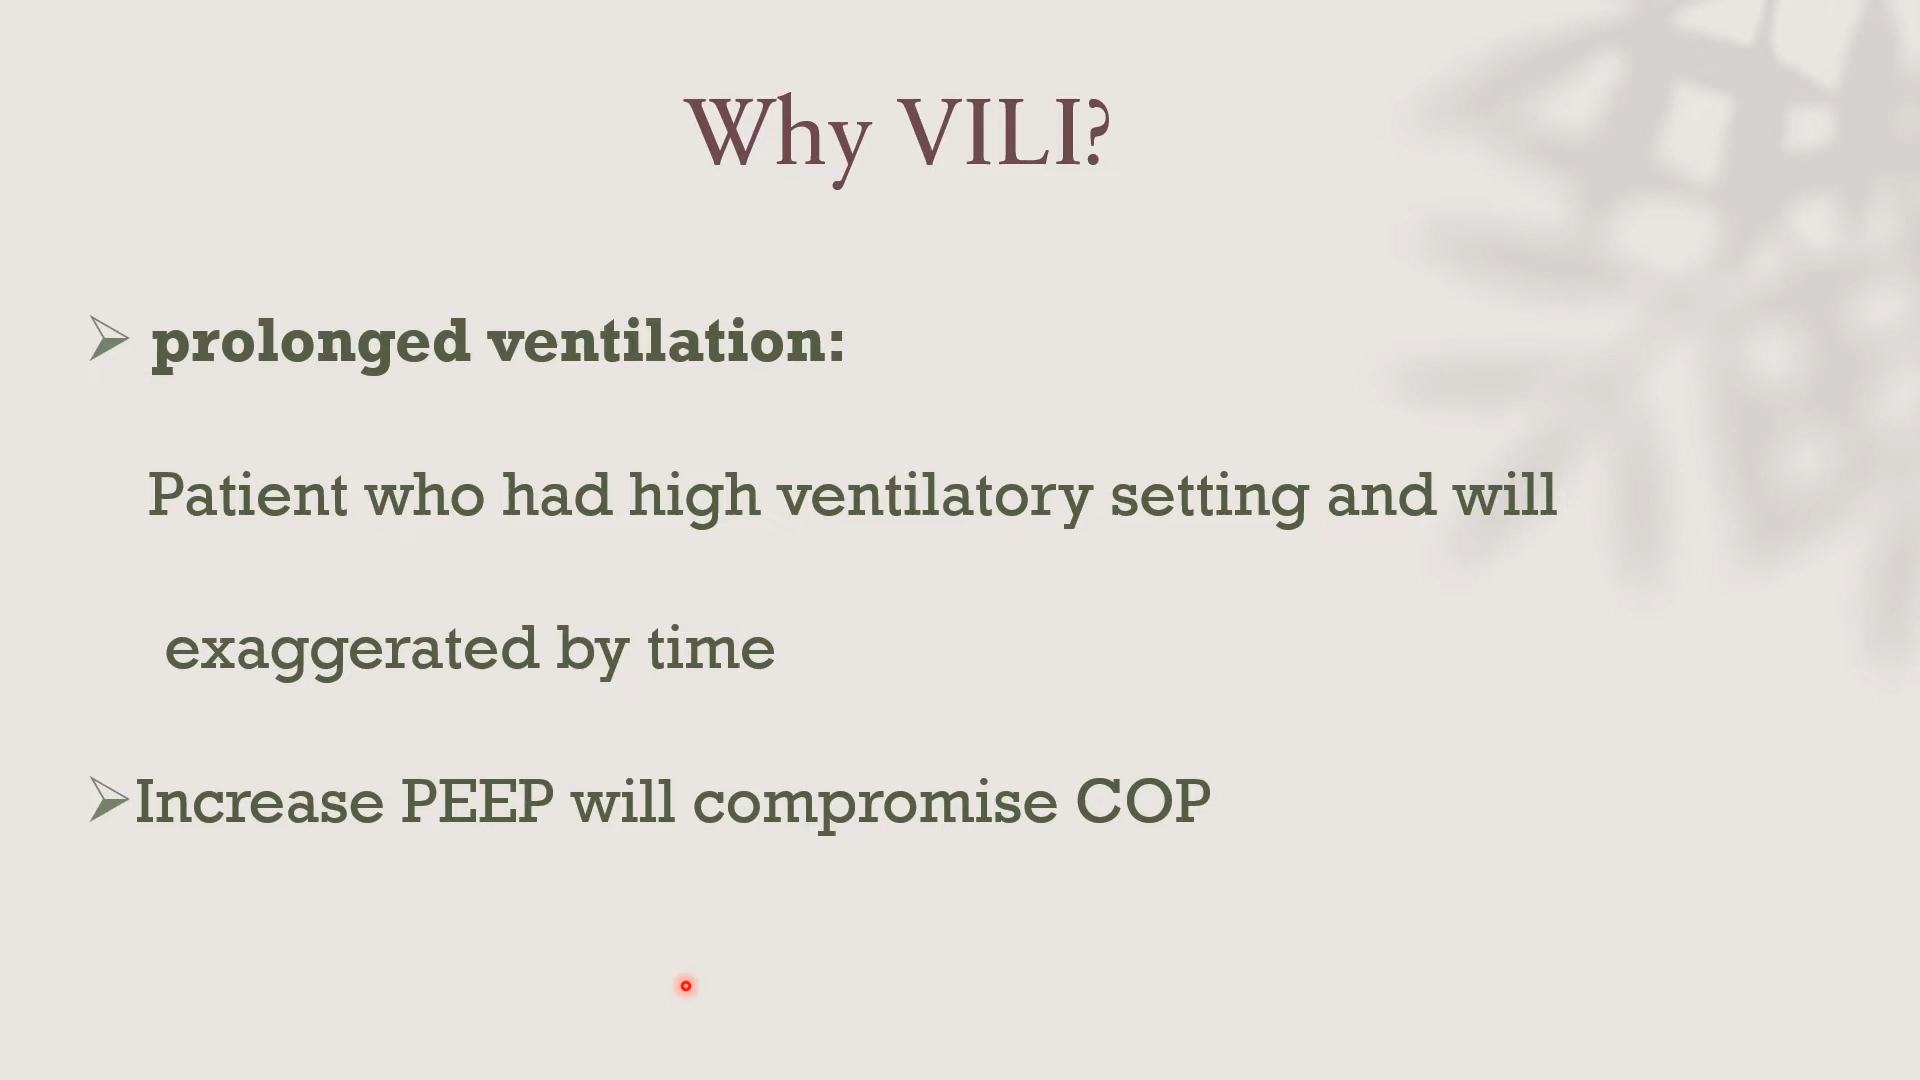 Why VILI?
prolonged ventilation:
Patient who had high ventilatory setting and will
exaggerated by time
Increase PEEP will compromise COP